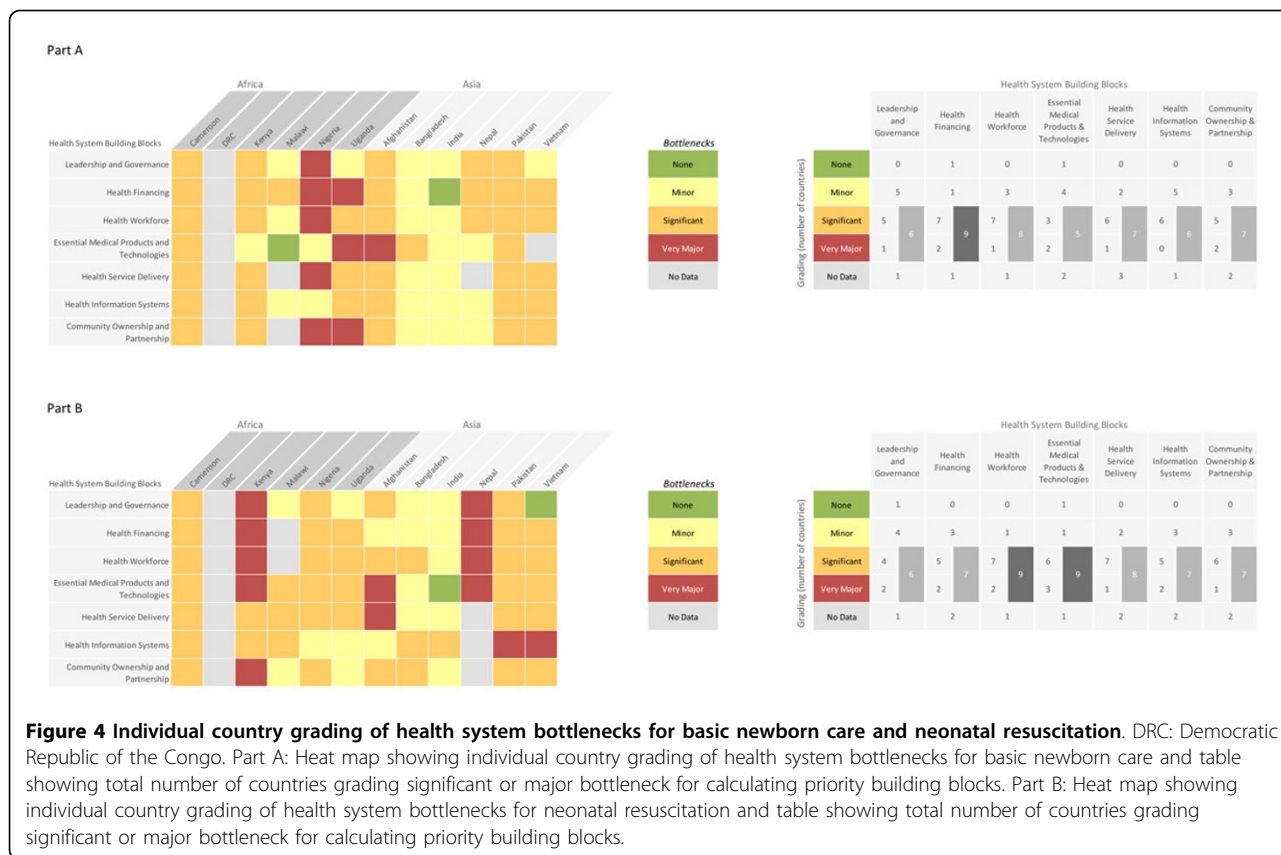 Part A
Africa
Asia
Health System Building Blocks
Cameroon
DRC
Kenya
Malawi
Nigeria
Uganda
Afghanistan
Bangladesh
India
Nepal
Pakistan
Vietnam
Leadership and Governance
Health Financing
Health Workforce
Essential Medical Products and
Technologies
Health Service Delivery
Health Information Systems
Community Ownership and
Partnership
Bottlenecks
None
Minor
Significant
Very Major
No Data
Health System Building Blocks
Leadership
and
Governance
Health
Financing
Health
Workforce
Essential
Medical
Products &
Technologies
Health
Service
Delivery
Health
Information
Systems
Community
Ownership &
Partnership
Grading (number of countries)
None 0 1 0 1 0 0 0
Minor 5 1 3 4 2 5 3
Significant 5 7 7 3 6 6 5
6 9 8 5 7 6 7
Very Major 1 2 1 2 1 0 2
No Data 1 1 1 2 3 1 2
Part B
Africa
Asia
Health System Building Blocks
Cameroon
DRC
Kenya
Malawi
Nigeria
Uganda
Afghanistan
Bangladesh
India
Nepal
Pakistan
Vietnam
Leadership and Governance
Health Financing
Health Workforce
Essential Medical Products and
Technologies
Health Service Delivery
Health Information Systems
Community Ownership and
Partnership
Bottlenecks
None
Minor
Significant
Very Major
No Data
Health System Building Blocks
Leadership
and
Governance
Health
Financing
Health
Workforce
Essential
Medical
Products &
Technologies
Health
Service
Delivery
Health
Information
Systems
Community
Ownership &
Partnership
Grading (number of countries)
None 1 0 0 1 0 0 0
Minor 4 3 1 1 2 3 3
Significant 4 5 7 6 7 5 6
6 7 9 9 8 7 7
Very Major 2 2 2 3 1 2 1
No Data 1 2 1 1 2 2 2
Figure 4 Individual country grading of health system bottlenecks for basic newborn care and neonatal resuscitation. DRC: Democratic
Republic of the Congo. Part A: Heat map showing individual country grading of health system bottlenecks for basic newborn care and table
showing total number of countries grading significant or major bottleneck for calculating priority building blocks. Part B: Heat map showing
individual country grading of health system bottlenecks for neonatal resuscitation and table showing total number of countries grading
significant or major bottleneck for calculating priority building blocks.